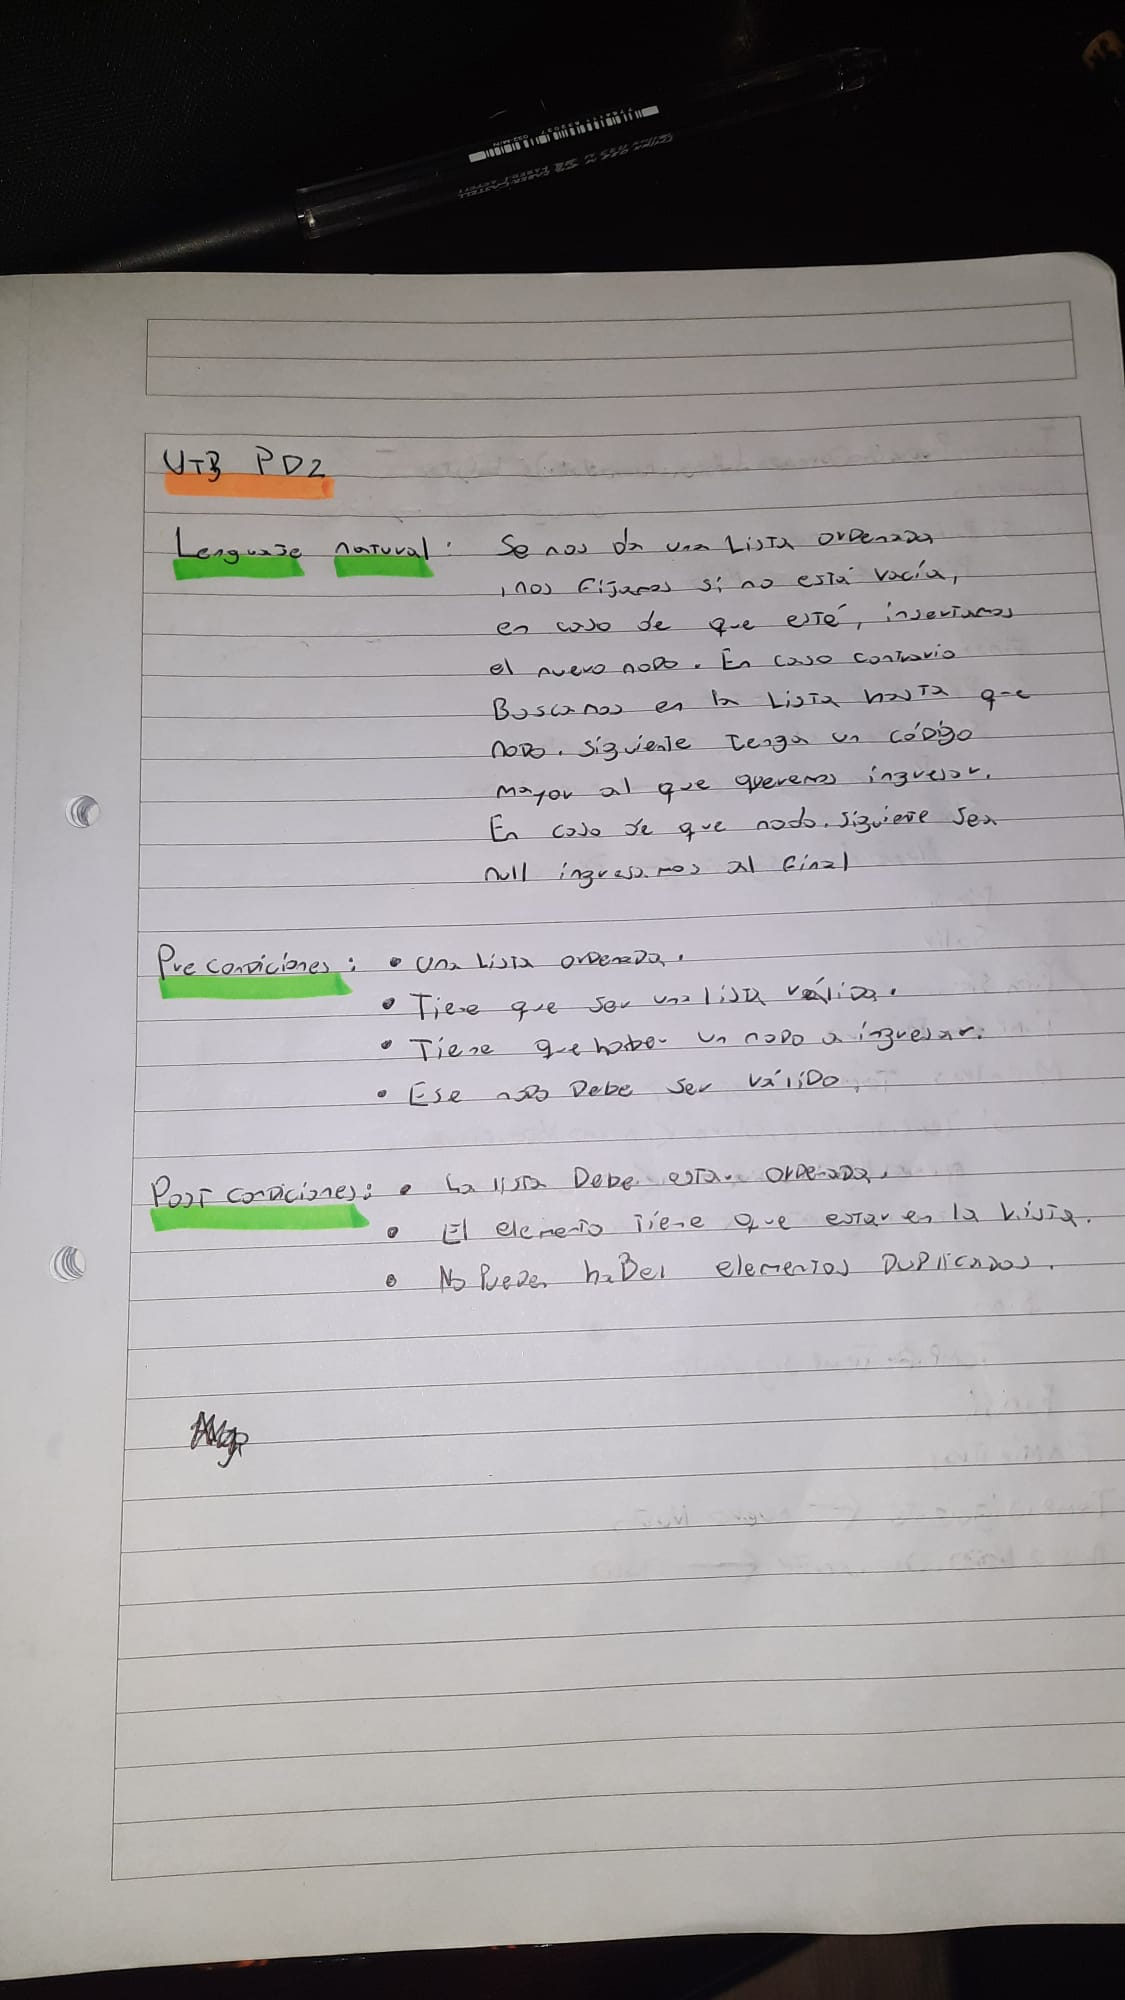 UT3 PD2
Lenguaje natural: Se nos da una Lista ordenada
, nos fijamos si no está vacía,
en caso de que esté, insertamos
el nuevo nodo. En caso contrario
Buscamos en la Lista hasta que
nodo.siguiente tenga un código
mayor al que queremos ingresar.
En caso de que nodo.siguiete sea
null ingresamos al final
Pre condiciones: • Una Lista ordenada.
• Tiene que ser una lista válida.
• Tiene que haber un nodo a ingresar.
• Ese nodo Debe ser válido.
Post condiciones: • La lista Debe estar ordenada.
• El elemento Tiene que estar en la Lista.
• No Pueden haber elementos Duplicados.